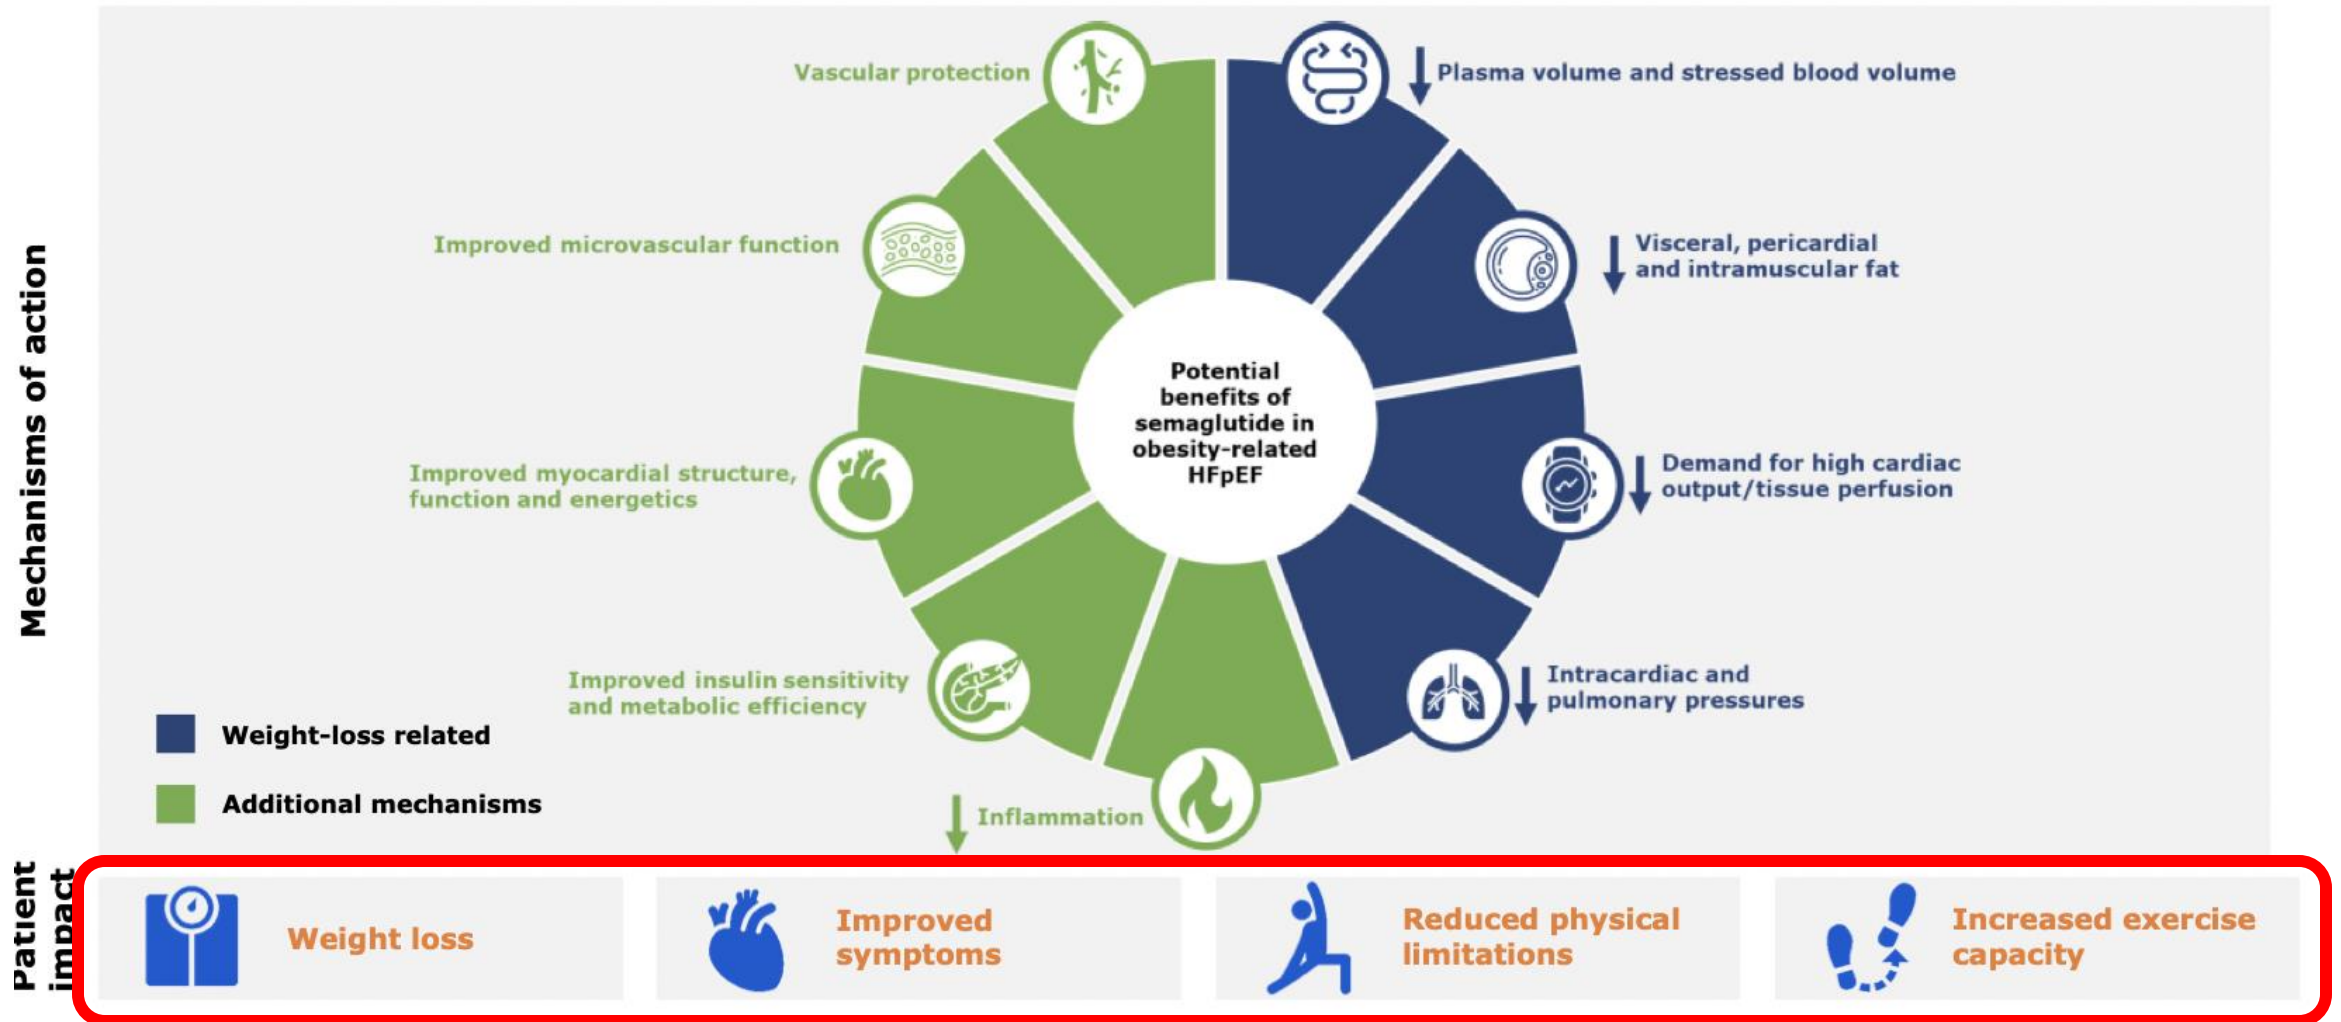 Mechanisms of action
Vascular protection
Plasma volume and stressed blood volume
Improved microvascular function
Visceral, pericardial
and intramuscular fat
Potential
benefits of
semaglutide in
obesity-related
HFpEF
Improved myocardial structure,
function and energetics
Demand for high cardiac
output/tissue perfusion
Improved insulin sensitivity
and metabolic efficiency
Intracardiac and
pulmonary pressures
Inflammation
Weight-loss related
Additional mechanisms
Patient
impact
Weight loss
Improved
symptoms
Reduced physical
limitations
Increased exercise
capacity